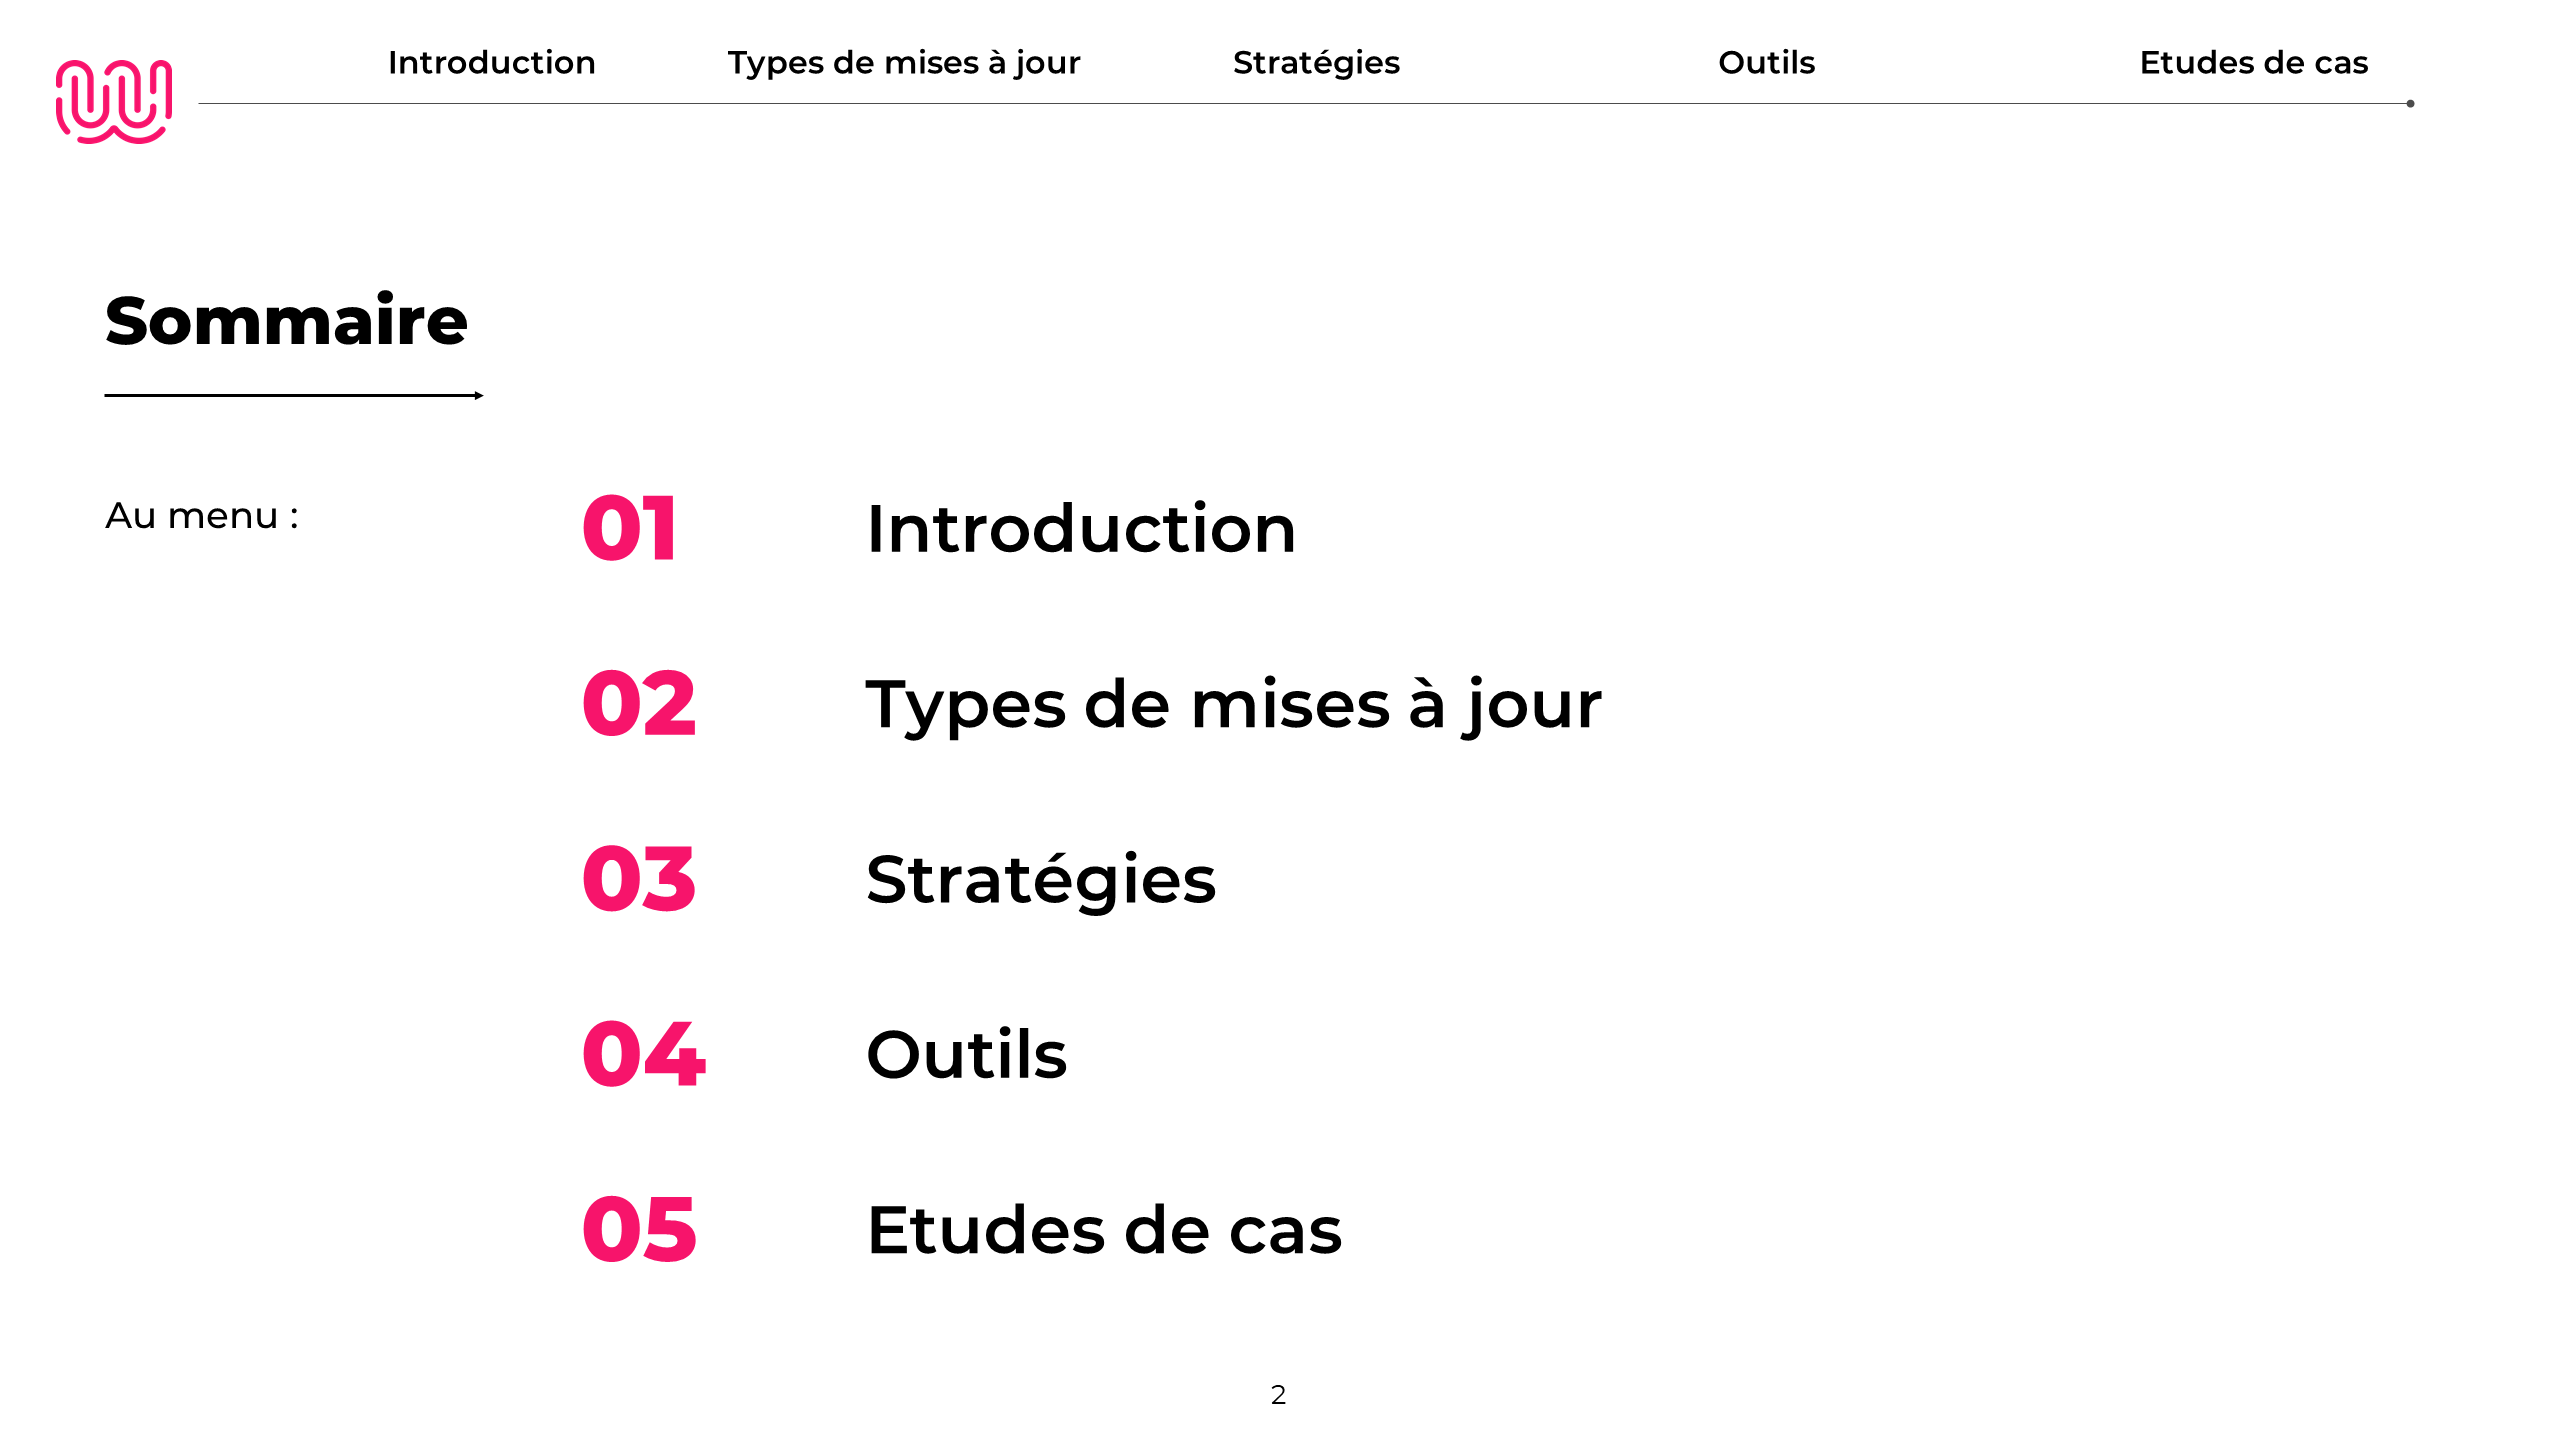 Introduction Types de mises à jour Stratégies Outils Etudes de cas
Sommaire
Au menu :
01 Introduction
02 Types de mises à jour
03 Stratégies
04 Outils
05 Etudes de cas
2